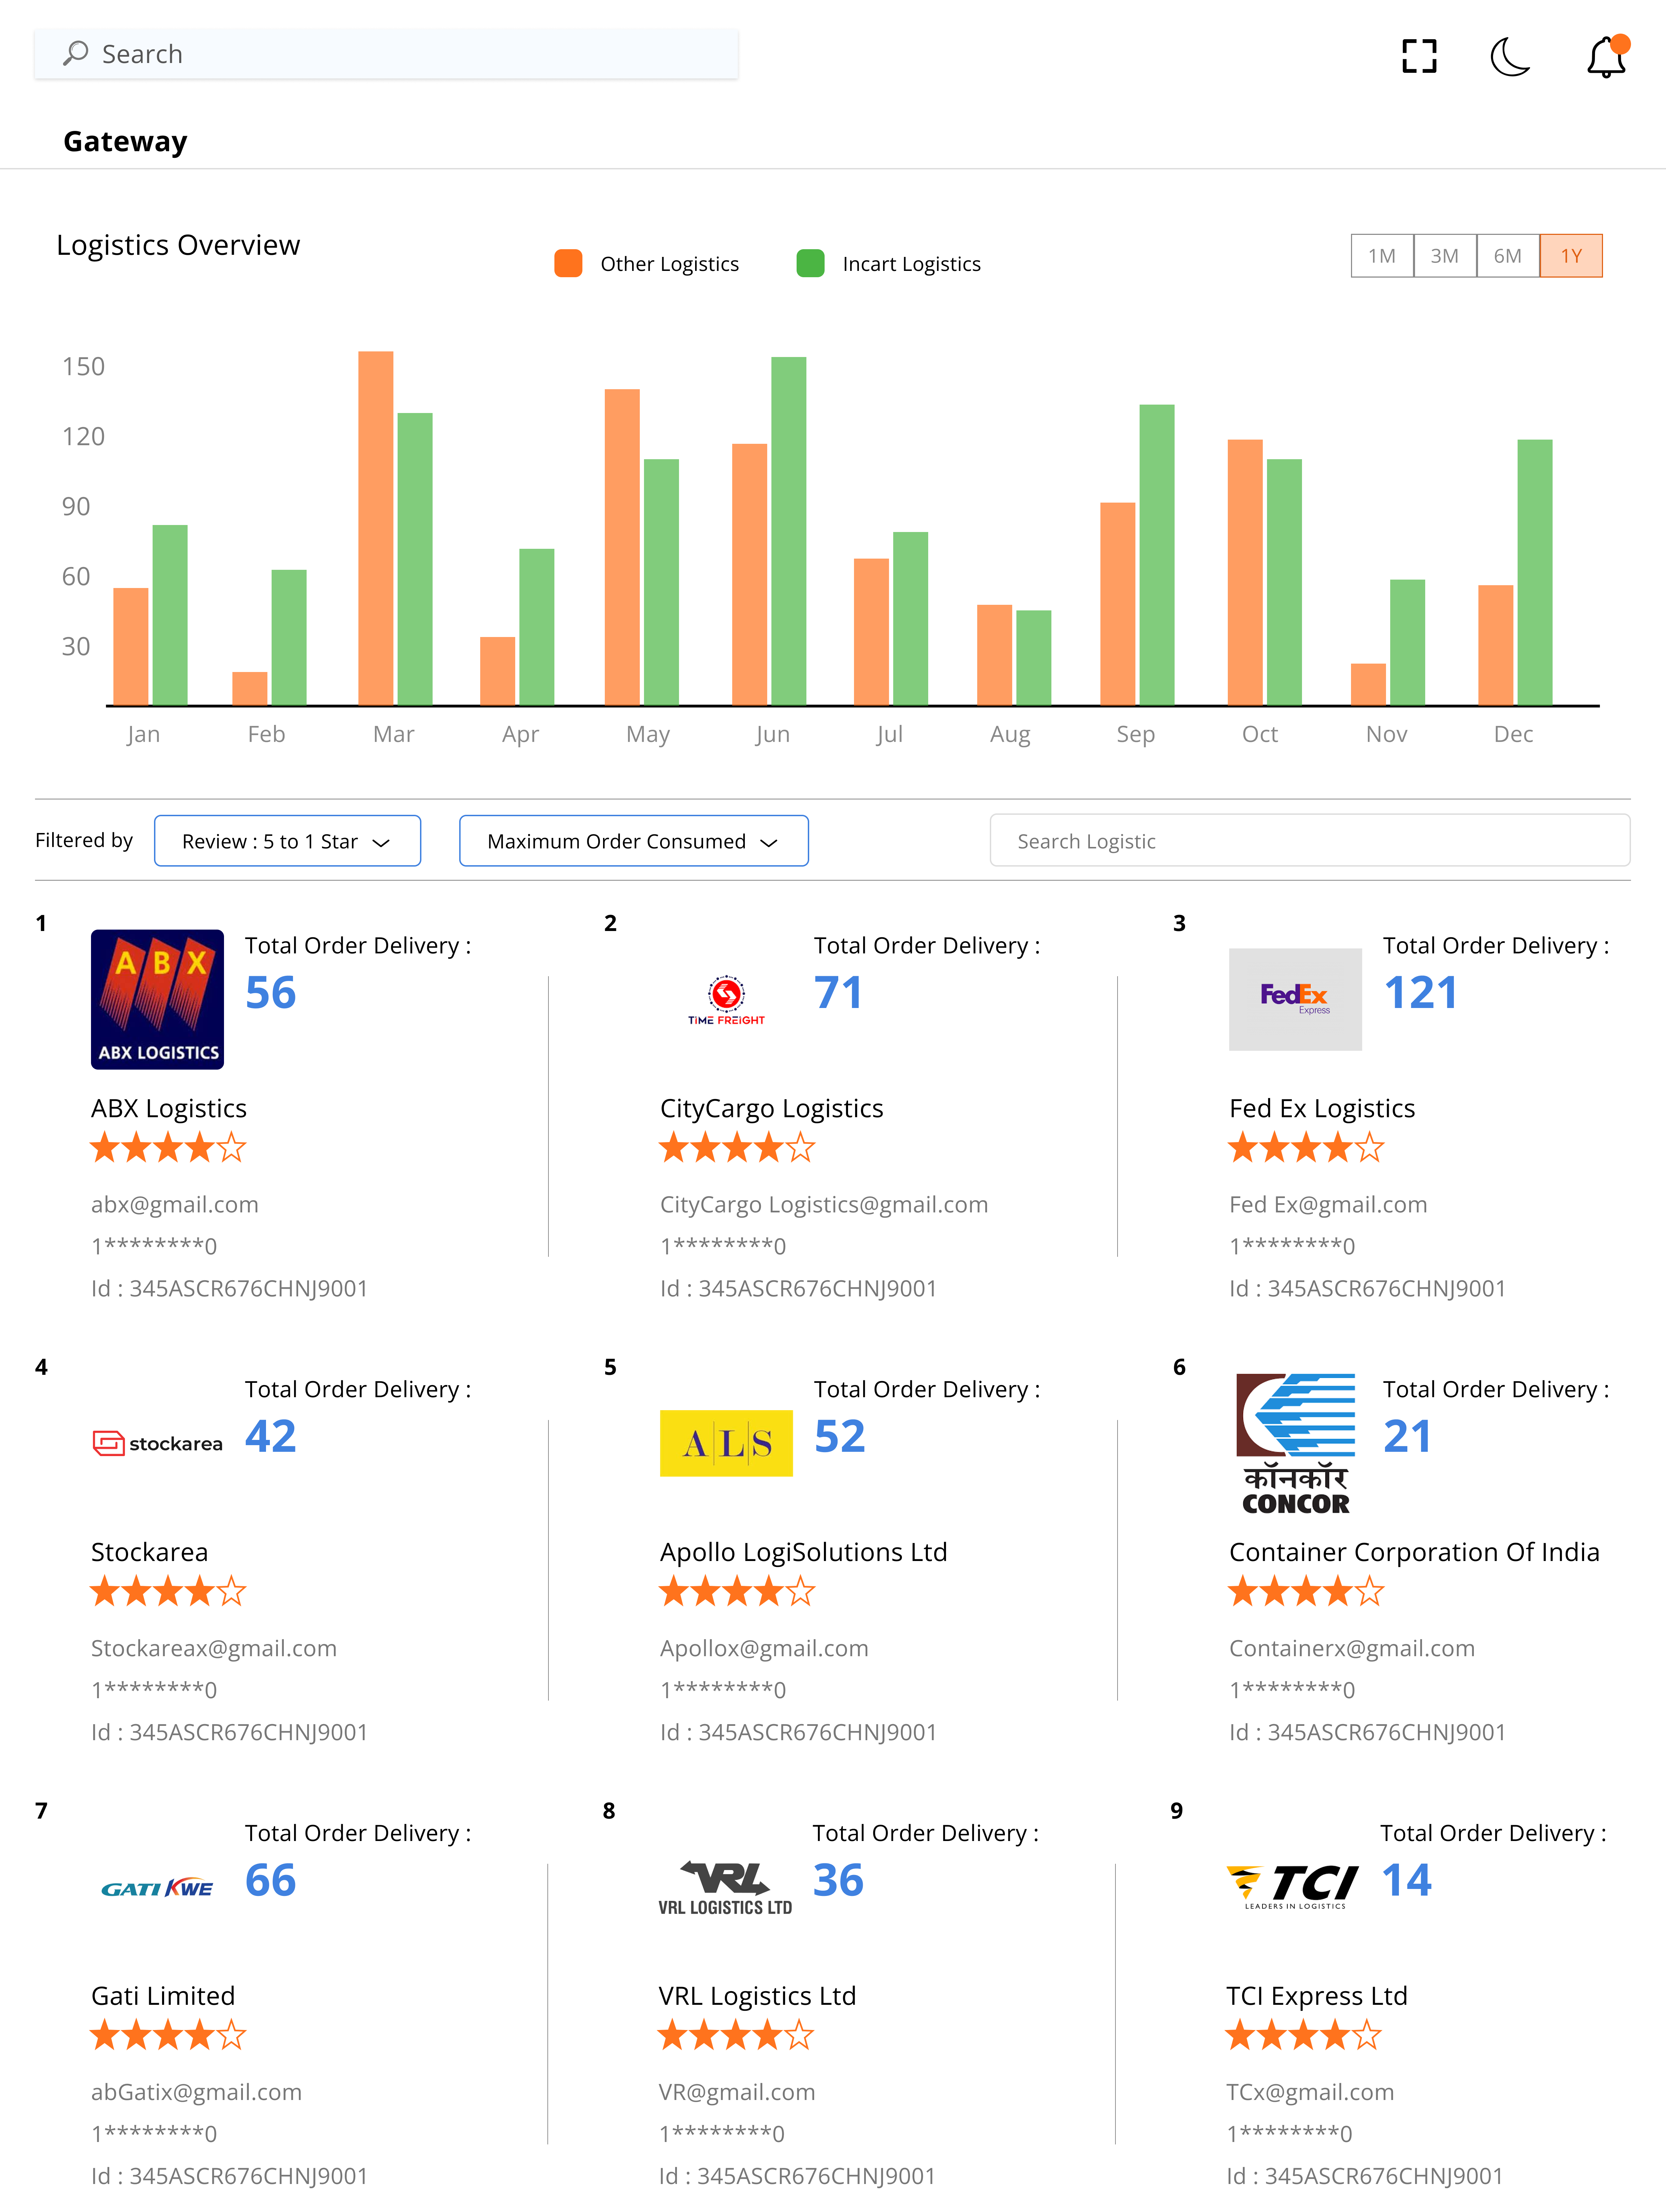 Search
Gateway
Logistics Overview
Other Logistics
Incart Logistics
1M 3M 6M 1Y
150
120
90
60
30
Jan Feb Mar Apr May Jun Jul Aug Sep Oct Nov Dec
Filtered by
Review : 5 to 1 Star
Maximum Order Consumed
Search Logistic
1
A B X
ABX LOGISTICS
Total Order Delivery :
56
ABX Logistics
abx@gmail.com
1********0
Id : 345ASCR676CHNJ9001
2
TiME FREiGHT
Total Order Delivery :
71
CityCargo Logistics
CityCargo Logistics@gmail.com
1********0
Id : 345ASCR676CHNJ9001
3
FedEx
Express
Total Order Delivery :
121
Fed Ex Logistics
Fed Ex@gmail.com
1********0
Id : 345ASCR676CHNJ9001
4
stockarea
Total Order Delivery :
42
Stockarea
Stockareax@gmail.com
1********0
Id : 345ASCR676CHNJ9001
5
A|L|S
Total Order Delivery :
52
Apollo LogiSolutions Ltd
Apollox@gmail.com
1********0
Id : 345ASCR676CHNJ9001
6
कॉनकॉर
CONCOR
Total Order Delivery :
21
Container Corporation Of India
Containerx@gmail.com
1********0
Id : 345ASCR676CHNJ9001
7
GATI KWE
Total Order Delivery :
66
Gati Limited
abGatix@gmail.com
1********0
Id : 345ASCR676CHNJ9001
8
VRL
VRL LOGISTICS LTD
Total Order Delivery :
36
VRL Logistics Ltd
VR@gmail.com
1********0
Id : 345ASCR676CHNJ9001
9
TCI
LEADERS IN LOGISTICS
Total Order Delivery :
14
TCI Express Ltd
TCx@gmail.com
1********0
Id : 345ASCR676CHNJ9001